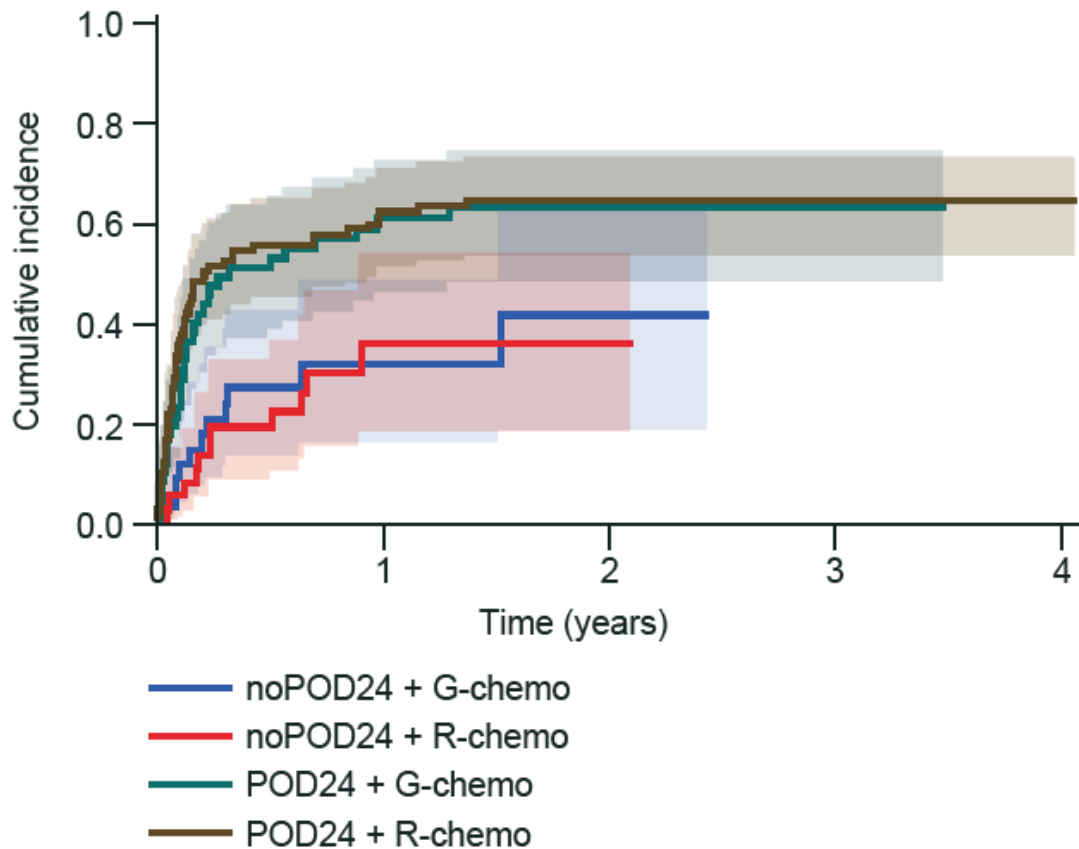 1.0
0.8
0.6
0.4
0.2
0.0
Cumulative incidence
0 1 2 3 4
Time (years)
noPOD24 + G-chemo
noPOD24 + R-chemo
POD24 + G-chemo
POD24 + R-chemo